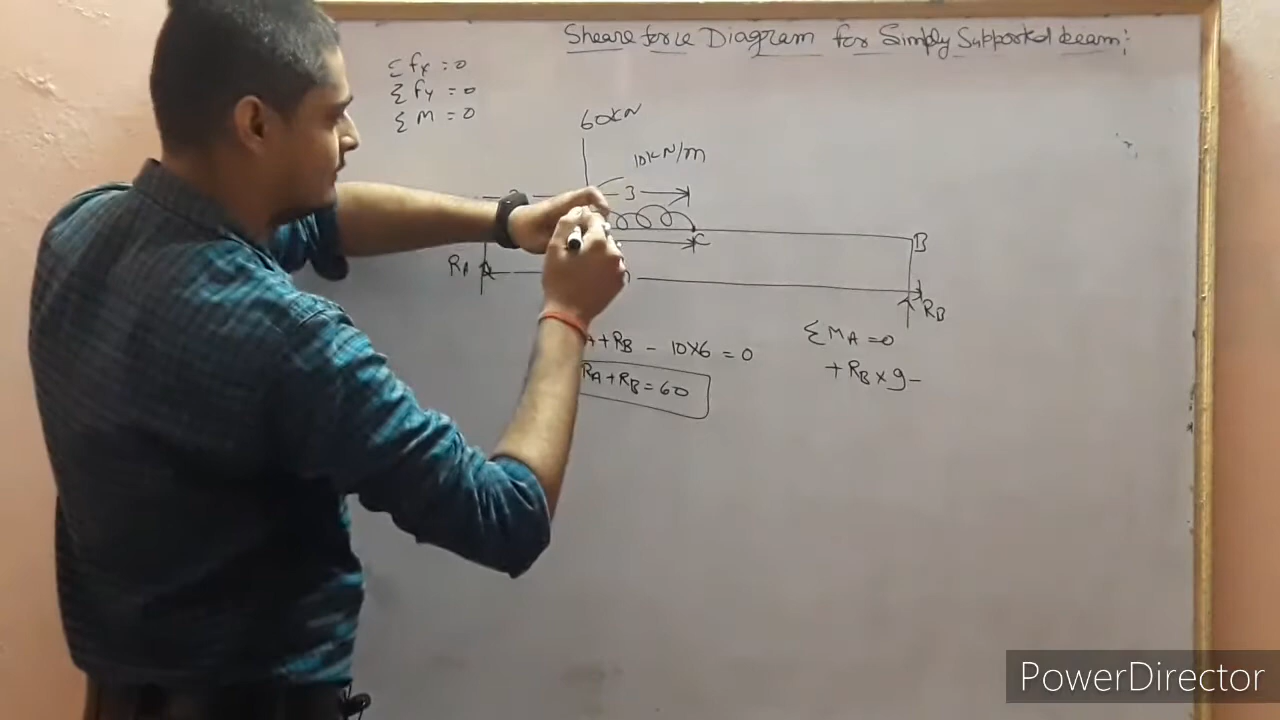 Sheare force Diagram for Simply Supported beam:
Σfx = 0
Σfy = 0
ΣM = 0
60KN
10KN/m
3
C
B
RA
RB
A+RB - 10x6 = 0
RA+RB = 60
ΣMA = 0
+RB x 9 -
PowerDirector